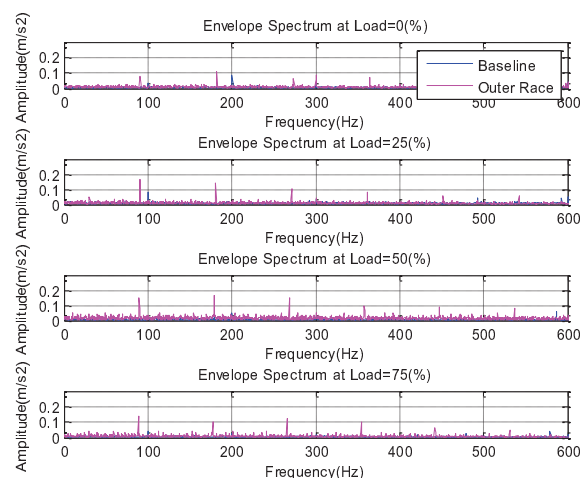 Envelope Spectrum at Load=0(%)
Amplitude(m/s2)
0.2
0.1
0
Baseline
Outer Race
0 100 200 300 400 500 600
Frequency(Hz)
Envelope Spectrum at Load=25(%)
Amplitude(m/s2)
0.2
0.1
0
0 100 200 300 400 500 600
Frequency(Hz)
Envelope Spectrum at Load=50(%)
Amplitude(m/s2)
0.2
0.1
0
0 100 200 300 400 500 600
Frequency(Hz)
Envelope Spectrum at Load=75(%)
Amplitude(m/s2)
0.2
0.1
0
0 100 200 300 400 500 600
Frequency(Hz)